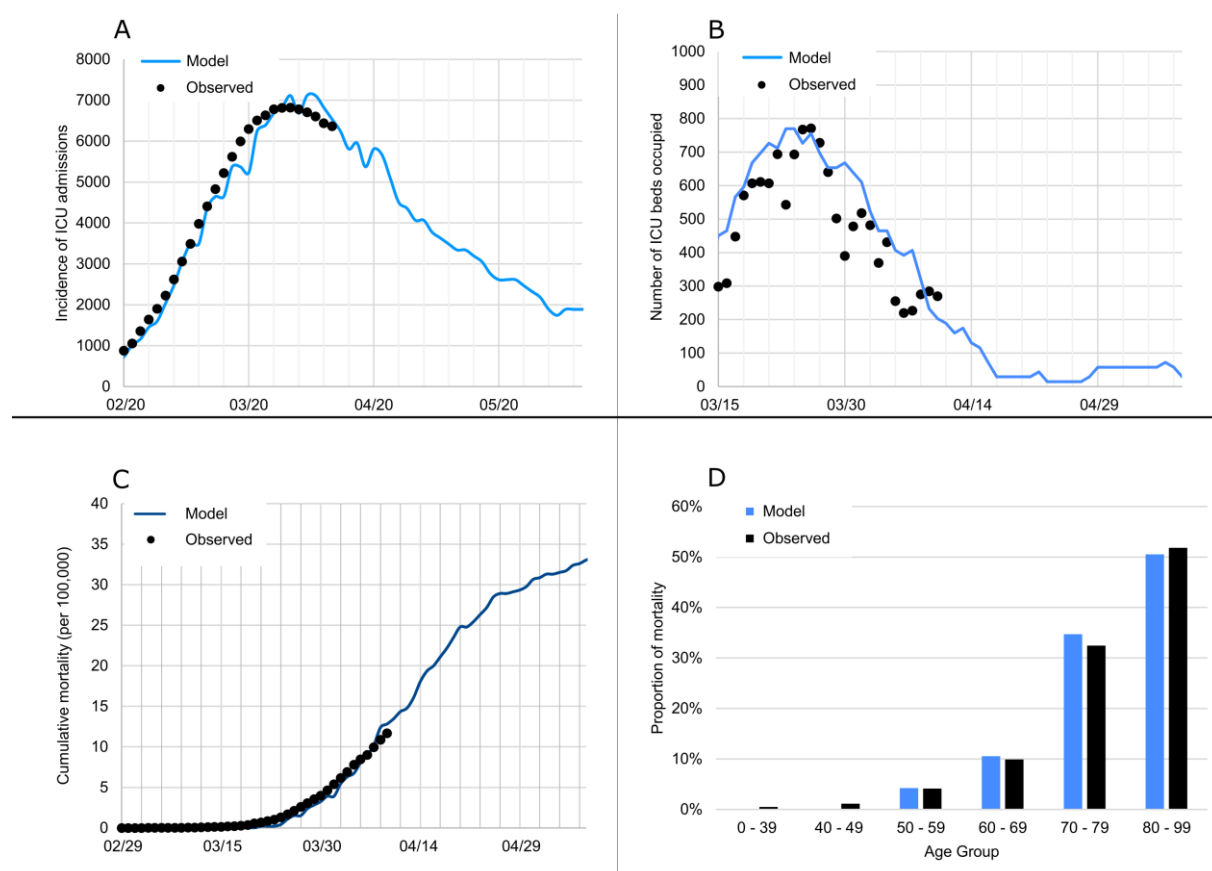 A
Incidence of ICU admissions
8000
7000
6000
5000
4000
3000
2000
1000
0
Model
Observed
02/20
03/20
04/20
05/20
B
Number of ICU beds occupied
1000
900
800
700
600
500
400
300
200
100
0
Model
Observed
03/15
03/30
04/14
04/29
C
Cumulative mortality (per 100,000)
40
35
30
25
20
15
10
5
0
Model
Observed
02/29
03/15
03/30
04/14
04/29
D
Proportion of mortality
60%
50%
40%
30%
20%
10%
0%
Model
Observed
0 - 39
40 - 49
50 - 59
60 - 69
70 - 79
80 - 99
Age Group